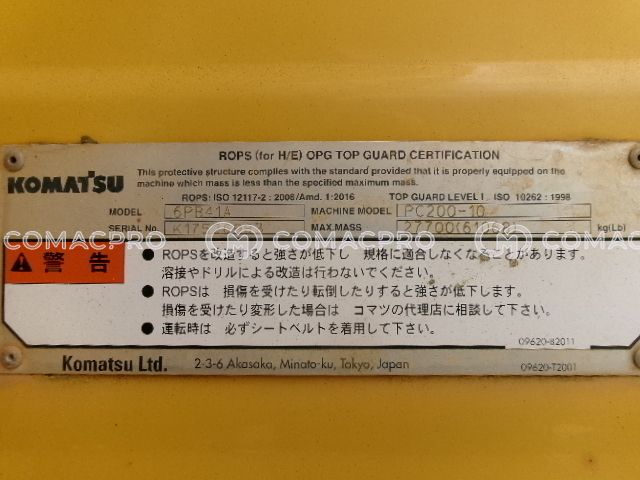 ROPS (for H/E) OPG TOP GUARD CERTIFICATION
KOMATSU
This protective structure complies with the standard provided that it is properly equipped on the
machine which mass is less than the specified maximum mass.
ROPS: ISO 12117-2 : 2008/Amd. 1:2016 TOP GUARD LEVEL I ISO 10262 : 1998
MODEL 6PB41A MACHINE MODEL PC200-10
SERIAL No. MAX.MASS kg(Lb)
COMACPRO COMACPRO COMACPRO
警告
● ROPSを改造すると強さが低下し 規格に適合しなくなることがあります。
溶接やドリルによる改造は行わないでください。
● ROPSは 損傷を受けたり転倒したりすると強さが低下します。
損傷を受けたり変形した場合は コマツの代理店に相談して下さい。
● 運転時は 必ずシートベルトを着用して下さい。
09620-B2011
Komatsu Ltd. 2-3-6 Akasaka, Minato-ku, Tokyo, Japan 09620-T2001